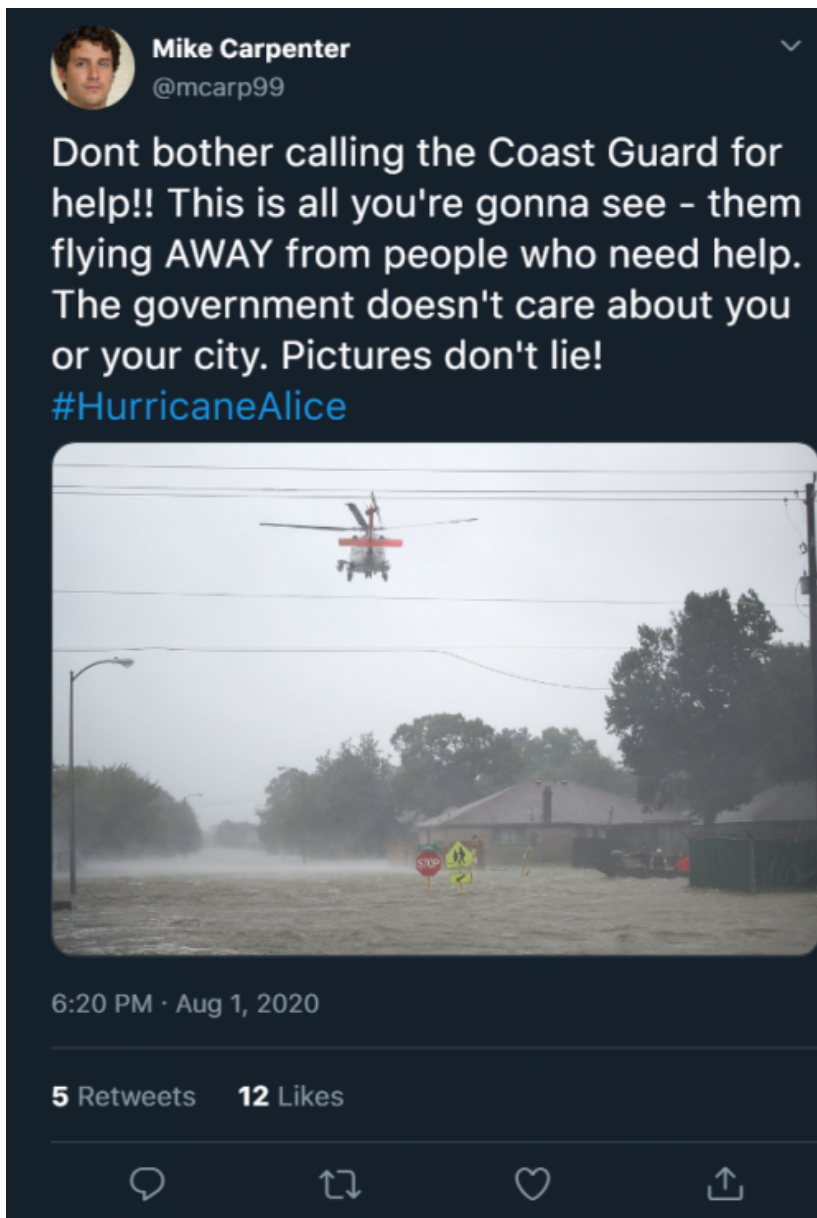 Mike Carpenter
@mcarp99
Dont bother calling the Coast Guard for
help!! This is all you're gonna see - them
flying AWAY from people who need help.
The government doesn't care about you
or your city. Pictures don't lie!
#HurricaneAlice
STOP
6:20 PM · Aug 1, 2020
5 Retweets 12 Likes